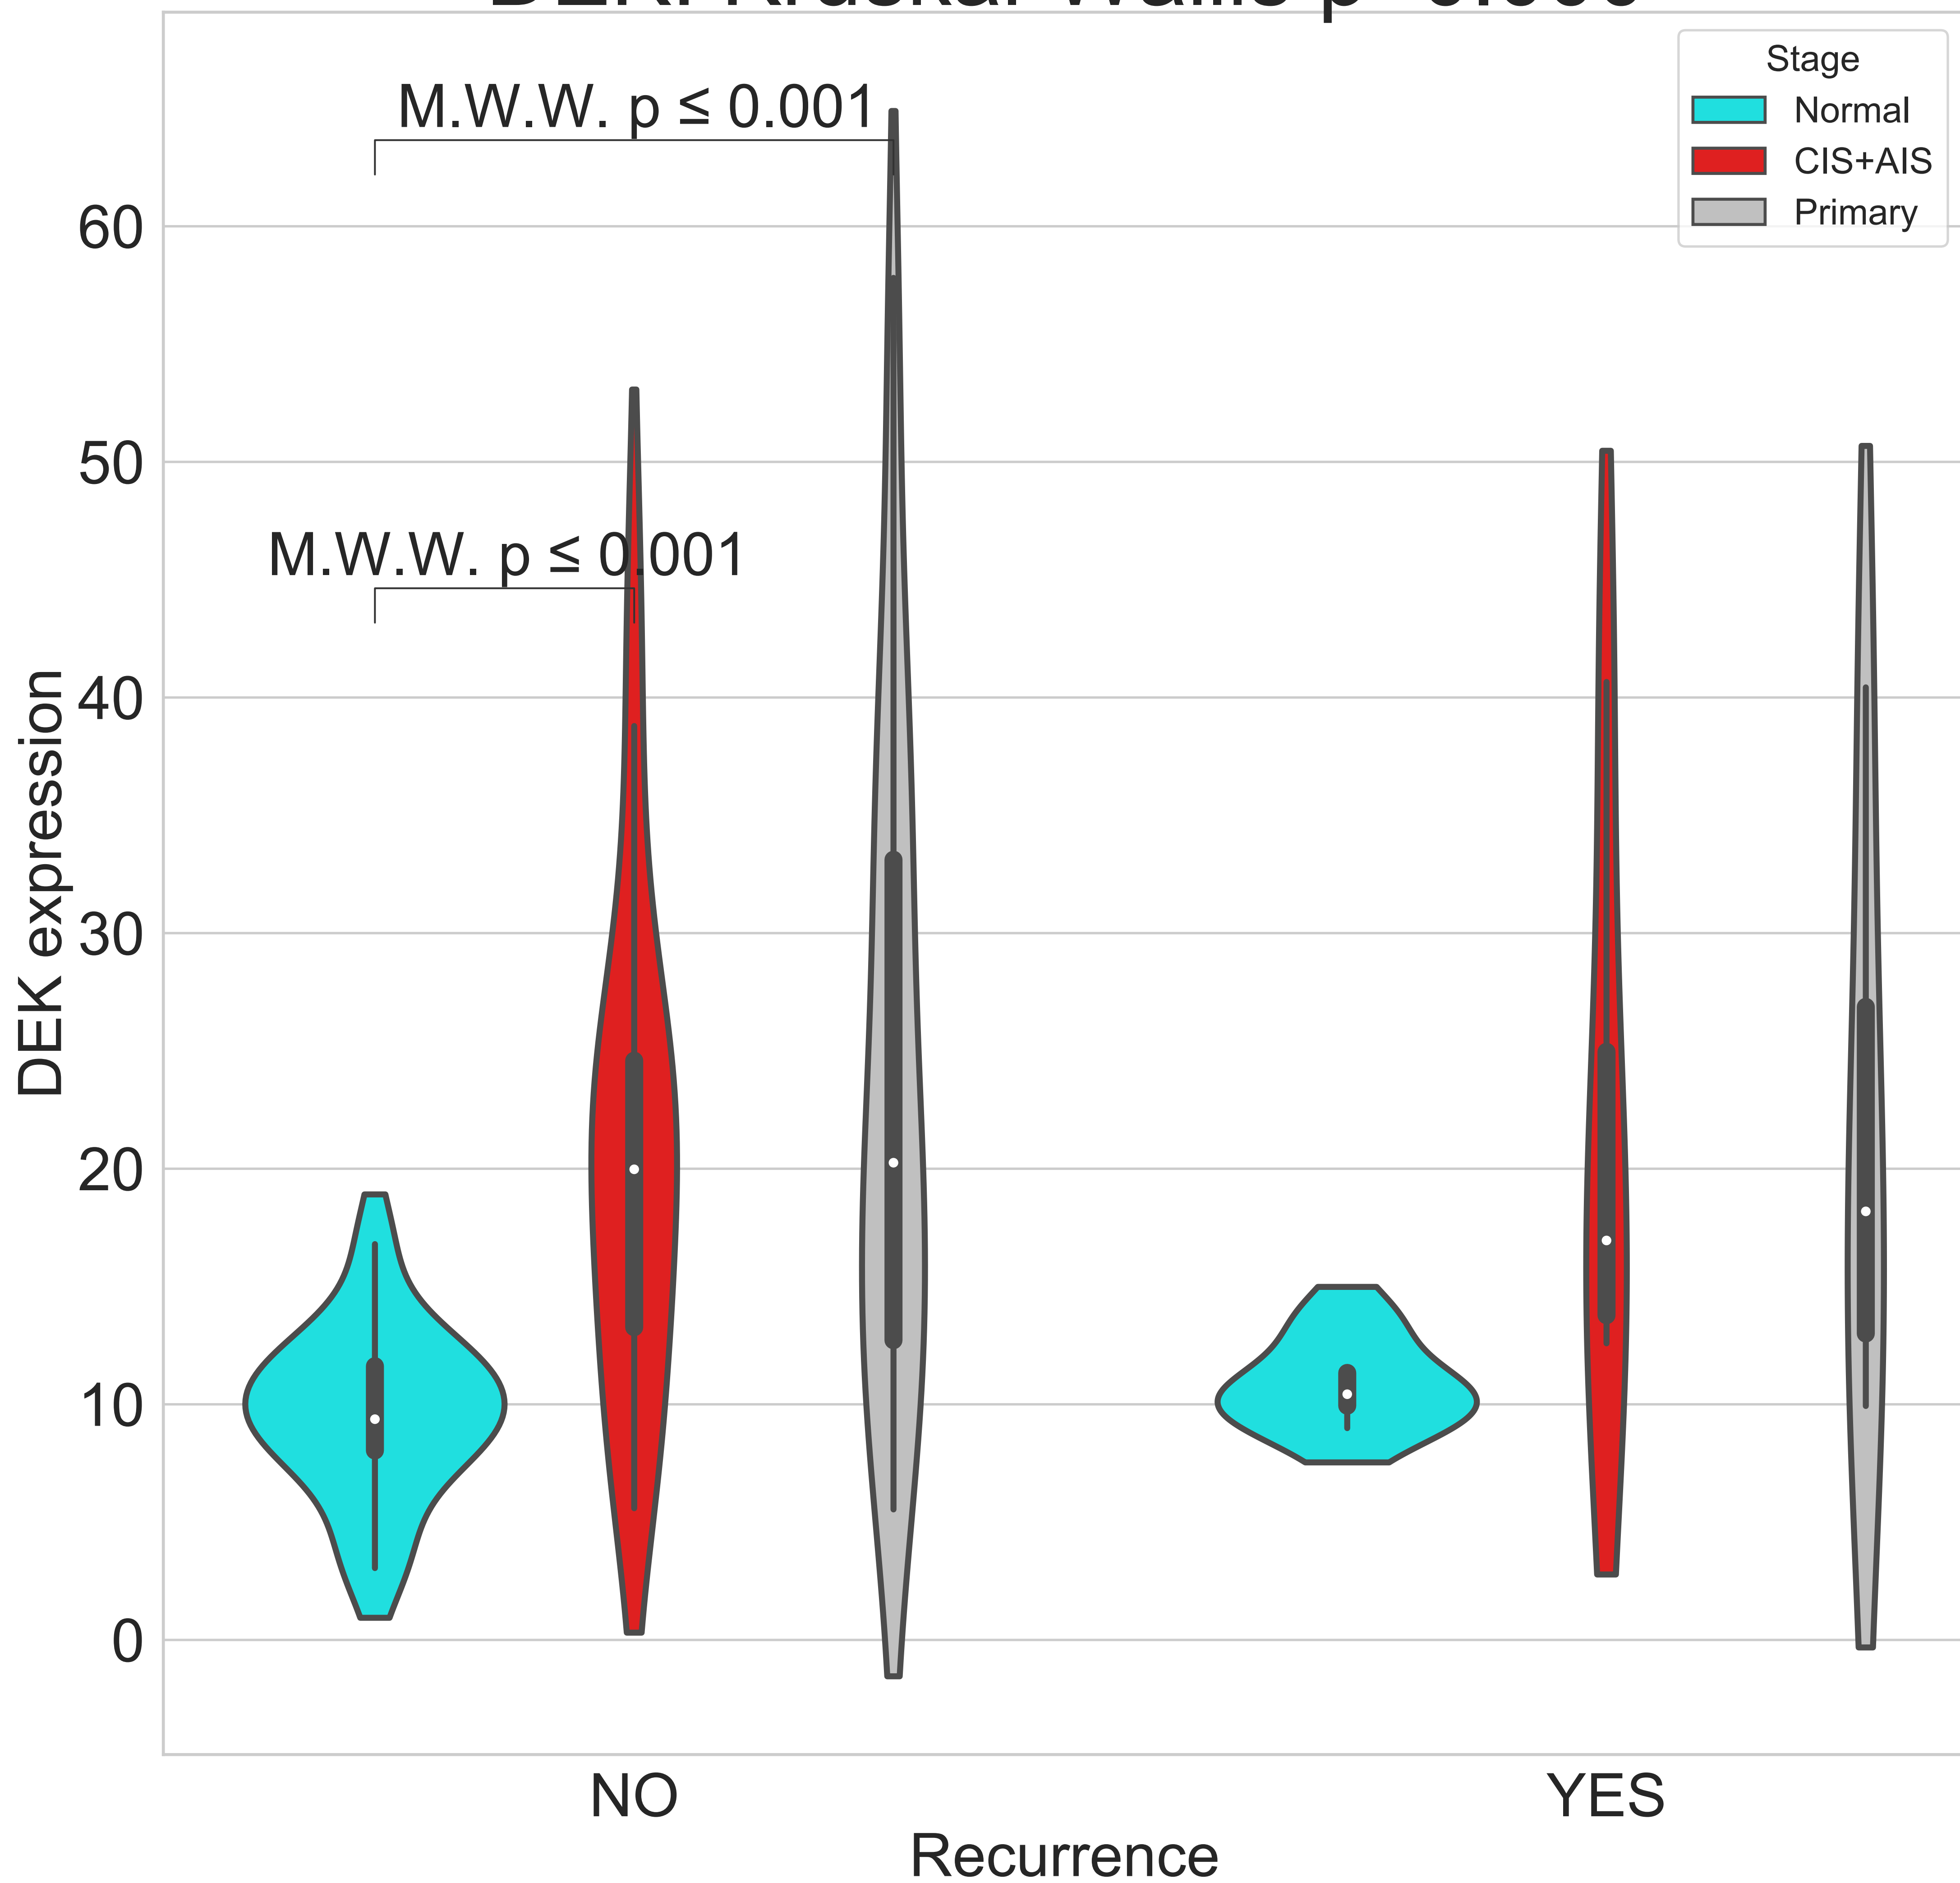 Stage
Normal
CIS+AIS
Primary
M.W.W. p ≤ 0.001
M.W.W. p ≤ 0.001
60
50
40
30
20
10
0
DEK expression
NO
YES
Recurrence